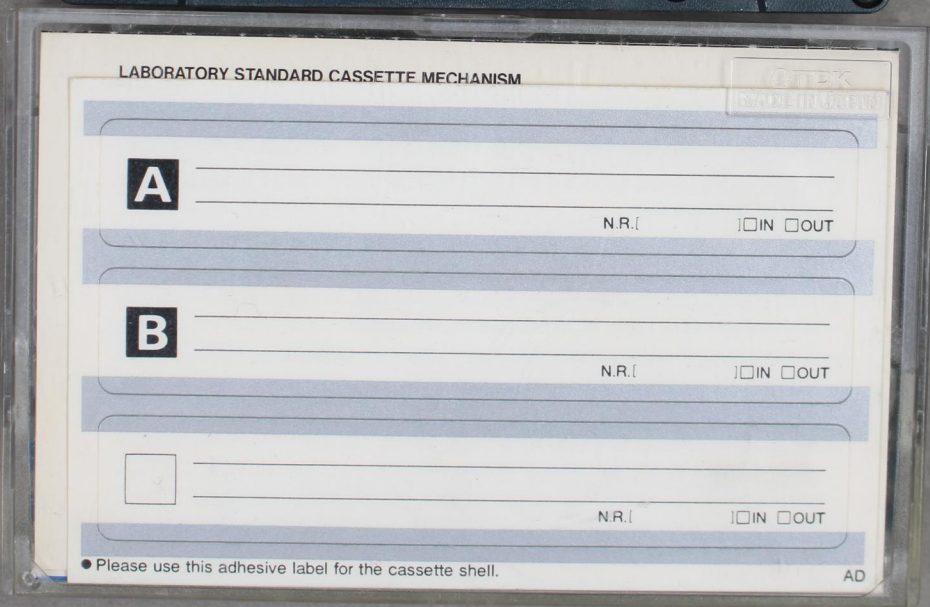 LABORATORY STANDARD CASSETTE MECHANISM
TDK
A
N.R.[ ]□IN □OUT
B
N.R.[ ]□IN □OUT
N.R.[ ]□IN □OUT
● Please use this adhesive label for the cassette shell.
AD